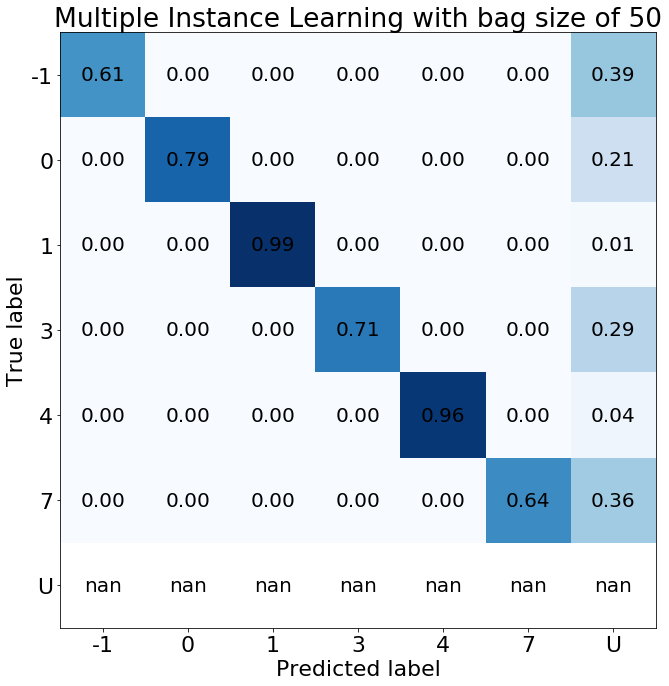 Multiple Instance Learning with bag size of 50
-1 0.61 0.00 0.00 0.00 0.00 0.00 0.39
0 0.00 0.79 0.00 0.00 0.00 0.00 0.21
1 0.00 0.00 0.99 0.00 0.00 0.00 0.01
3 0.00 0.00 0.00 0.71 0.00 0.00 0.29
4 0.00 0.00 0.00 0.00 0.96 0.00 0.04
7 0.00 0.00 0.00 0.00 0.00 0.64 0.36
U nan nan nan nan nan nan nan
-1 0 1 3 4 7 U
True label
Predicted label